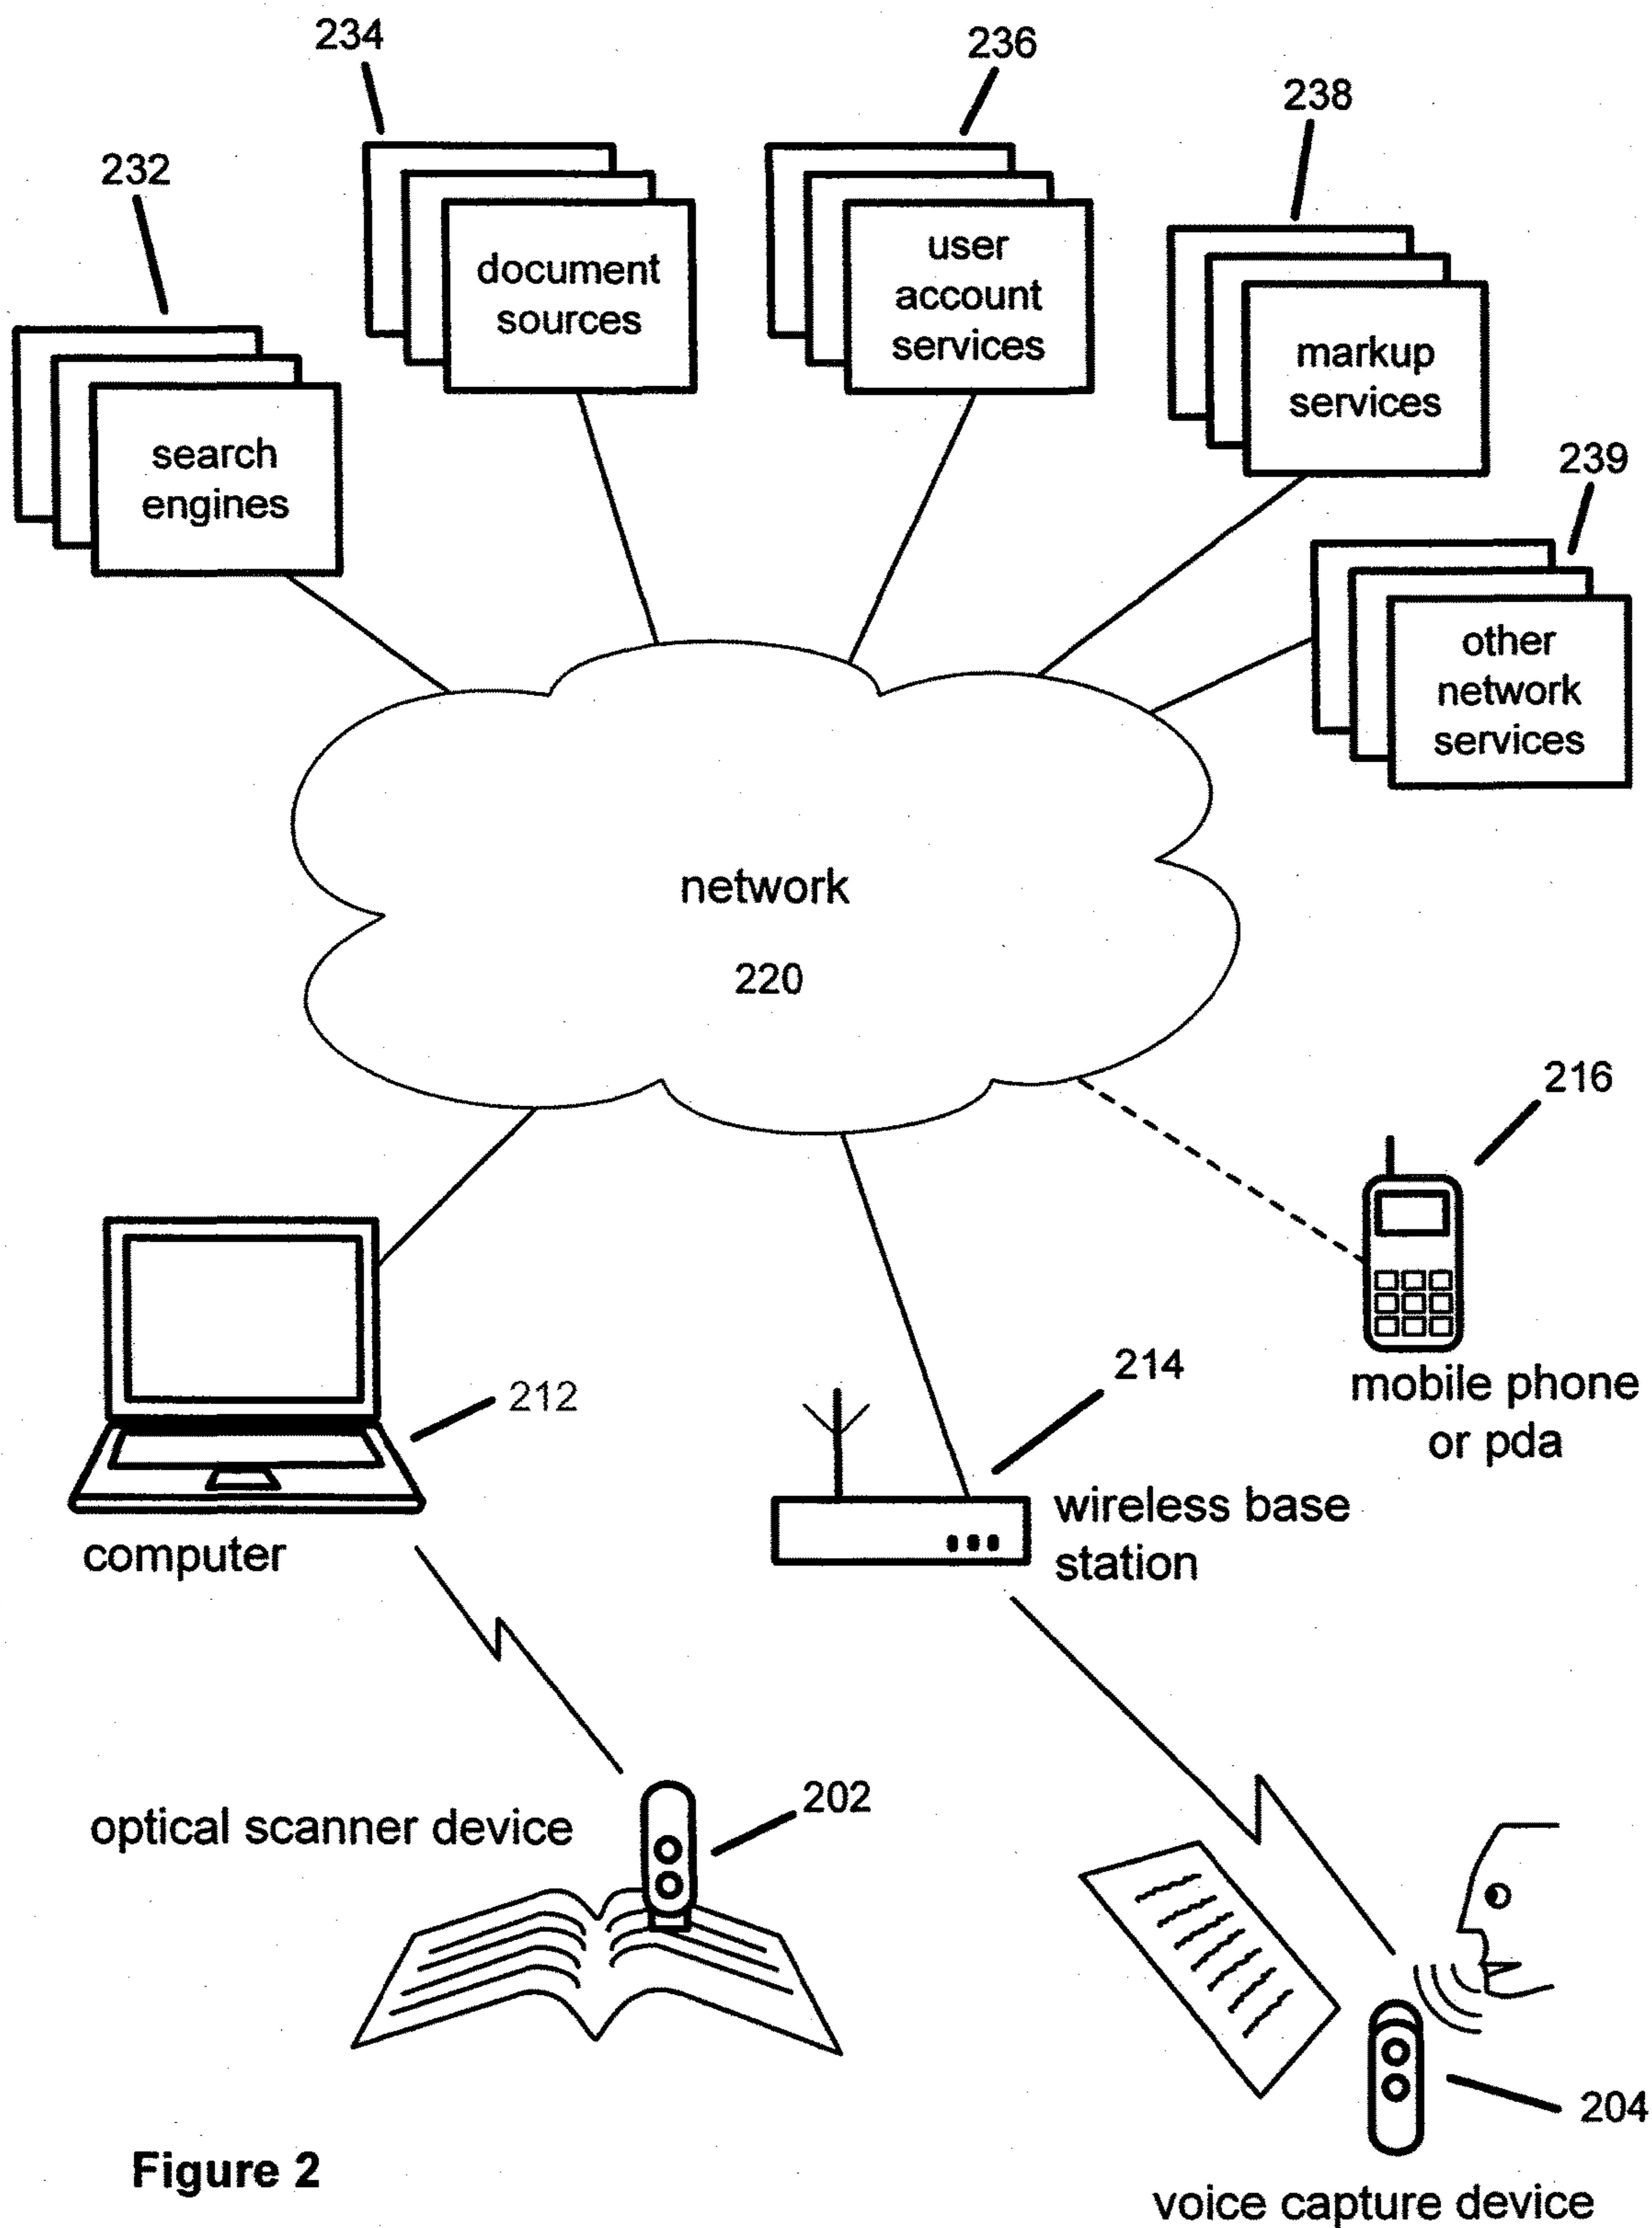 234
236
238
232
document
sources
user
account
services
markup
services
239
search
engines
other
network
services
network
220
216
mobile phone
or pda
214
212
wireless base
station
computer
202
optical scanner device
204
Figure 2
voice capture device